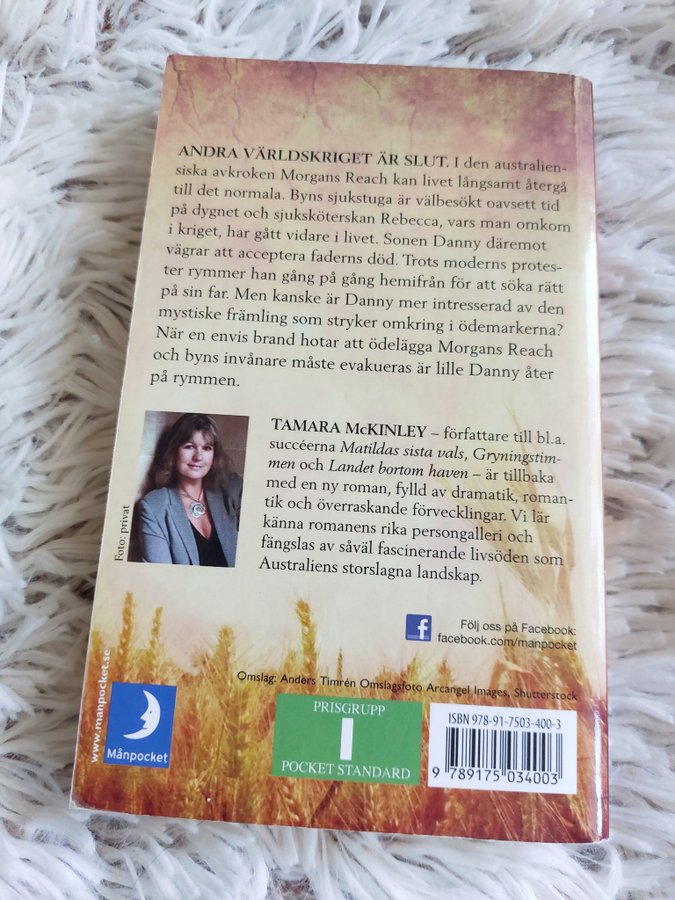 ANDRA VÄRLDSKRIGET ÄR SLUT. I den australien-
siska avkroken Morgans Reach kan livet långsamt återgå
till det normala. Byns sjukstuga är välbesökt oavsett tid
på dygnet och sjuksköterskan Rebecca, vars man omkom
i kriget, har gått vidare i livet. Sonen Danny däremot
vägrar att acceptera faderns död. Trots moderns protes-
ter rymmer han gång på gång hemifrån för att söka rätt
på sin far. Men kanske är Danny mer intresserad av den
mystiske främling som stryker omkring i ödemarkerna?
När en envis brand hotar att ödelägga Morgans Reach
och byns invånare måste evakueras är lille Danny åter
på rymmen.
TAMARA McKINLEY – författare till bl.a.
succéerna Matildas sista vals, Gryningstim-
men och Landet bortom haven – är tillbaka
med en ny roman, fylld av dramatik, roman-
tik och överraskande förvecklingar. Vi lär
känna romanens rika persongalleri och
fängslas av såväl fascinerande livsöden som
Australiens storslagna landskap.
Foto: privat
f
Följ oss på Facebook:
facebook.com/manpocket
Omslag: Anders Timrén Omslagsfoto Arcangel Images, Shutterstock
www.manpocket.se
Månpocket
PRISGRUPP
1
POCKET STANDARD
ISBN 978-91-7503-400-3
9 789175 034003